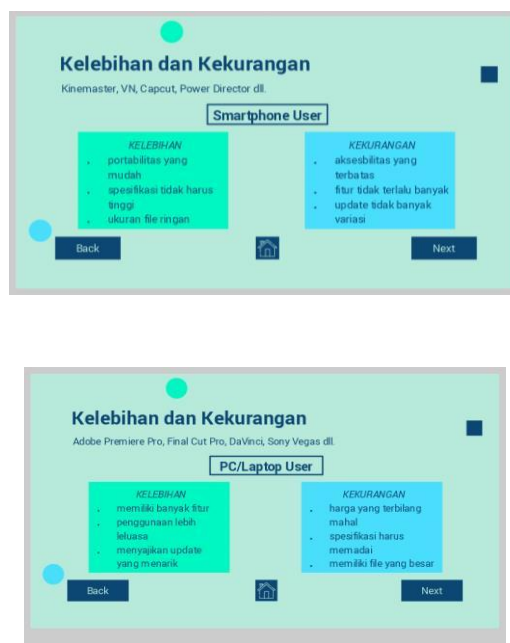 Kelebihan dan Kekurangan
Kinemaster, VN, Capcut, Power Director dll.
Smartphone User
KELEBIHAN
. portabilitas yang
mudah
. spesifikasi tidak harus
tinggi
. ukuran file ringan
KEKURANGAN
. aksesbilitas yang
terbatas
. fitur tidak terlalu banyak
. update tidak banyak
variasi
Back
Next
Kelebihan dan Kekurangan
Adobe Premiere Pro, Final Cut Pro, DaVinci, Sony Vegas dll.
PC/Laptop User
KELEBIHAN
. memiliki banyak fitur
. penggunaan lebih
leluasa
. menyajikan update
yang menarik
KEKURANGAN
. harga yang terbilang
mahal
. spesifikasi harus
memadai
. memiliki file yang besar
Back
Next